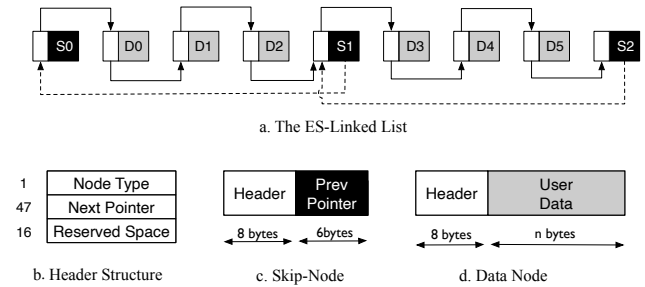 S0 D0 D1 D2 S1 D3 D4 D5 S2
a. The ES-Linked List
1 Node Type
47 Next Pointer
16 Reserved Space
b. Header Structure
Header Prev Pointer
8 bytes 6bytes
c. Skip-Node
Header User Data
8 bytes n bytes
d. Data Node